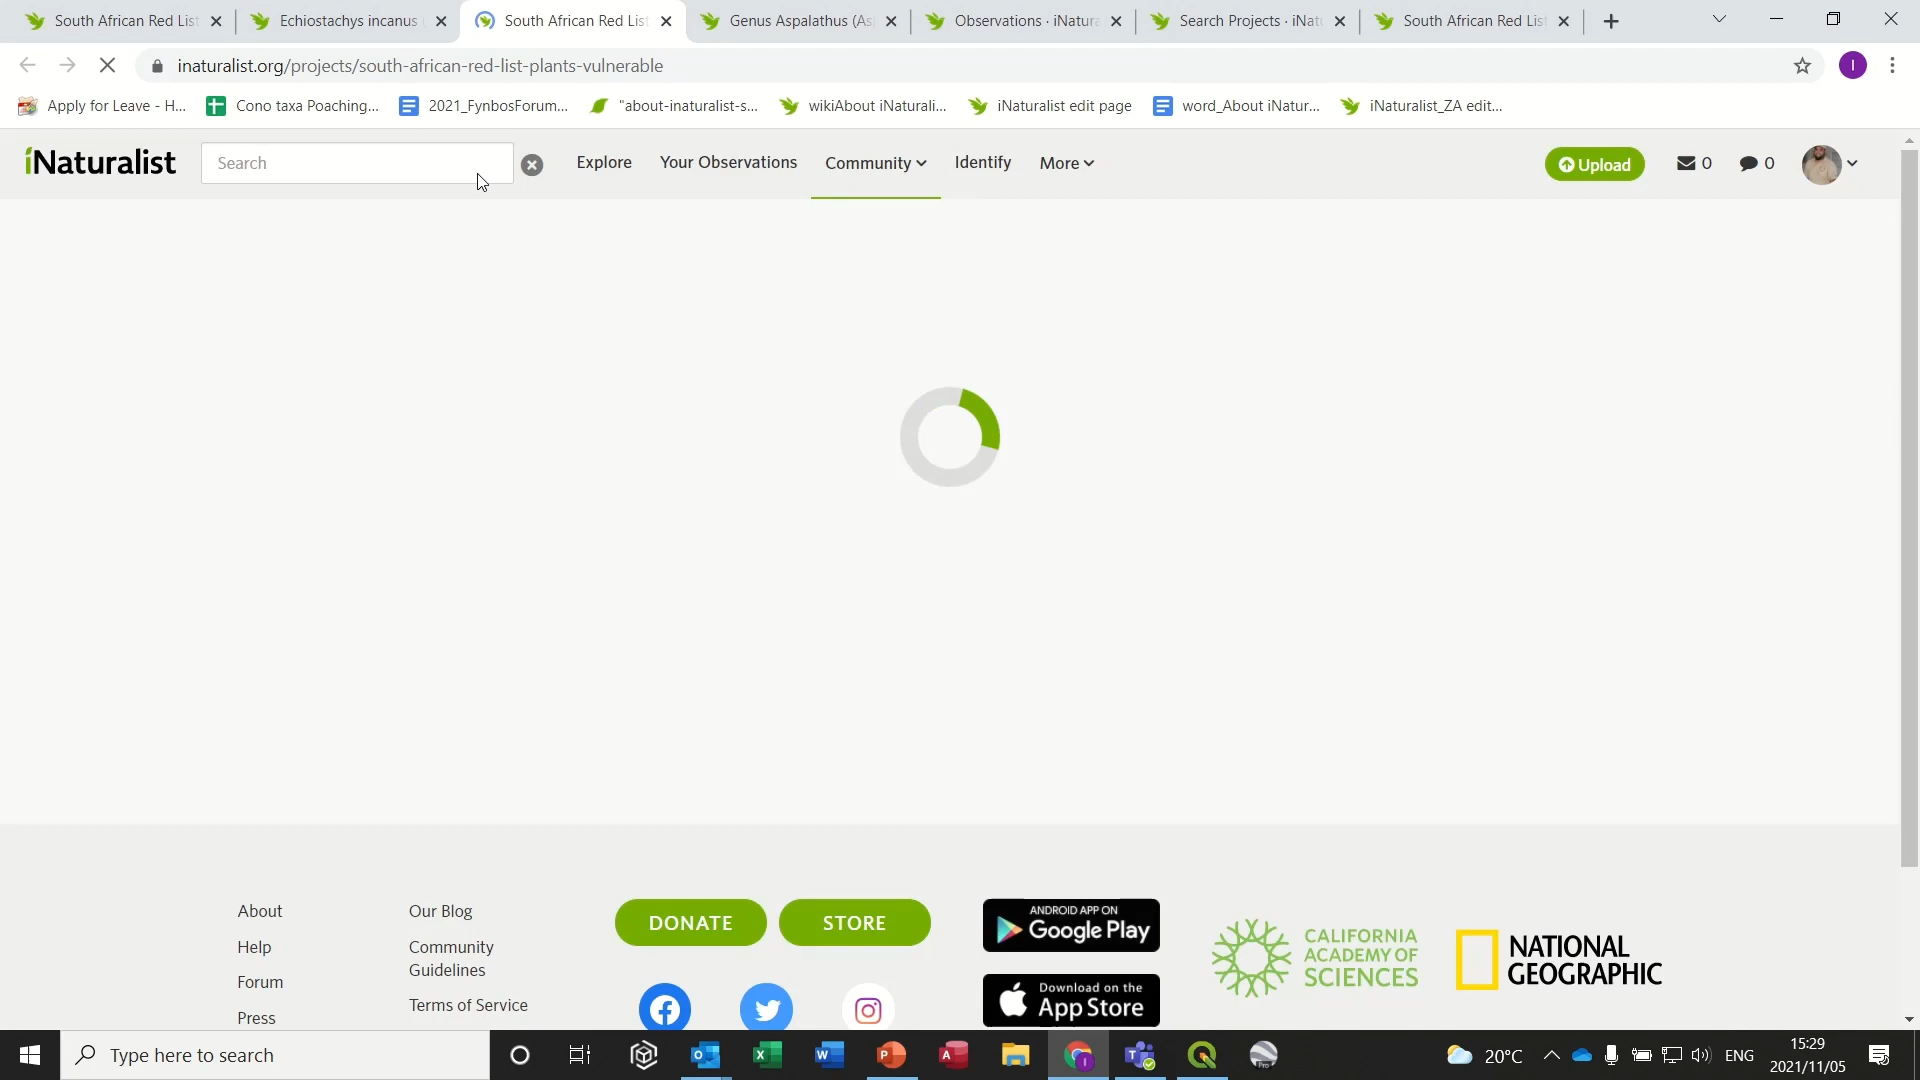 South African Red List
Echiostachys incanus
South African Red List
Genus Aspalathus (As
Observations · iNatura
Search Projects · iNatu
South African Red List
inaturalist.org/projects/south-african-red-list-plants-vulnerable
I
Apply for Leave - H...
Cono taxa Poaching...
2021_FynbosForum...
"about-inaturalist-s...
wikiAbout iNaturali...
iNaturalist edit page
word_About iNatur...
iNaturalist_ZA edit...
iNaturalist
Search
Explore
Your Observations
Community
Identify
More
Upload
0
0
About
Help
Forum
Press
Our Blog
Community
Guidelines
Terms of Service
DONATE
STORE
ANDROID APP ON
Google Play
Download on the
App Store
CALIFORNIA
ACADEMY OF
SCIENCES
NATIONAL
GEOGRAPHIC
Type here to search
20°C
ENG
15:29
2021/11/05